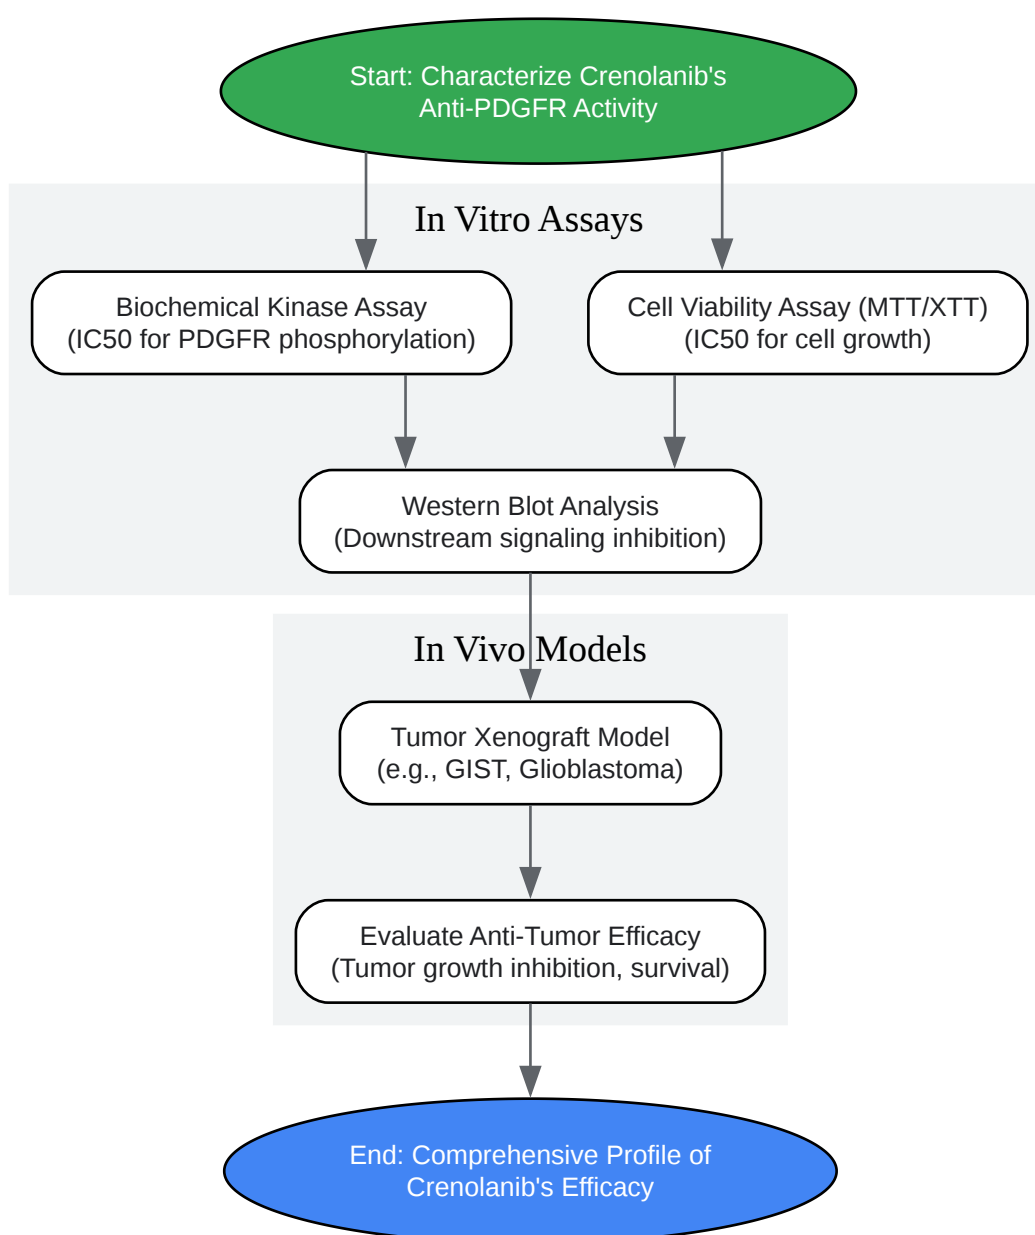 Start: Characterize Crenolanib's
Anti-PDGFR Activity
In Vitro Assays
Biochemical Kinase Assay
(IC50 for PDGFR phosphorylation)
Cell Viability Assay (MTT/XTT)
(IC50 for cell growth)
Western Blot Analysis
(Downstream signaling inhibition)
In Vivo Models
Tumor Xenograft Model
(e.g., GIST, Glioblastoma)
Evaluate Anti-Tumor Efficacy
(Tumor growth inhibition, survival)
End: Comprehensive Profile of
Crenolanib's Efficacy